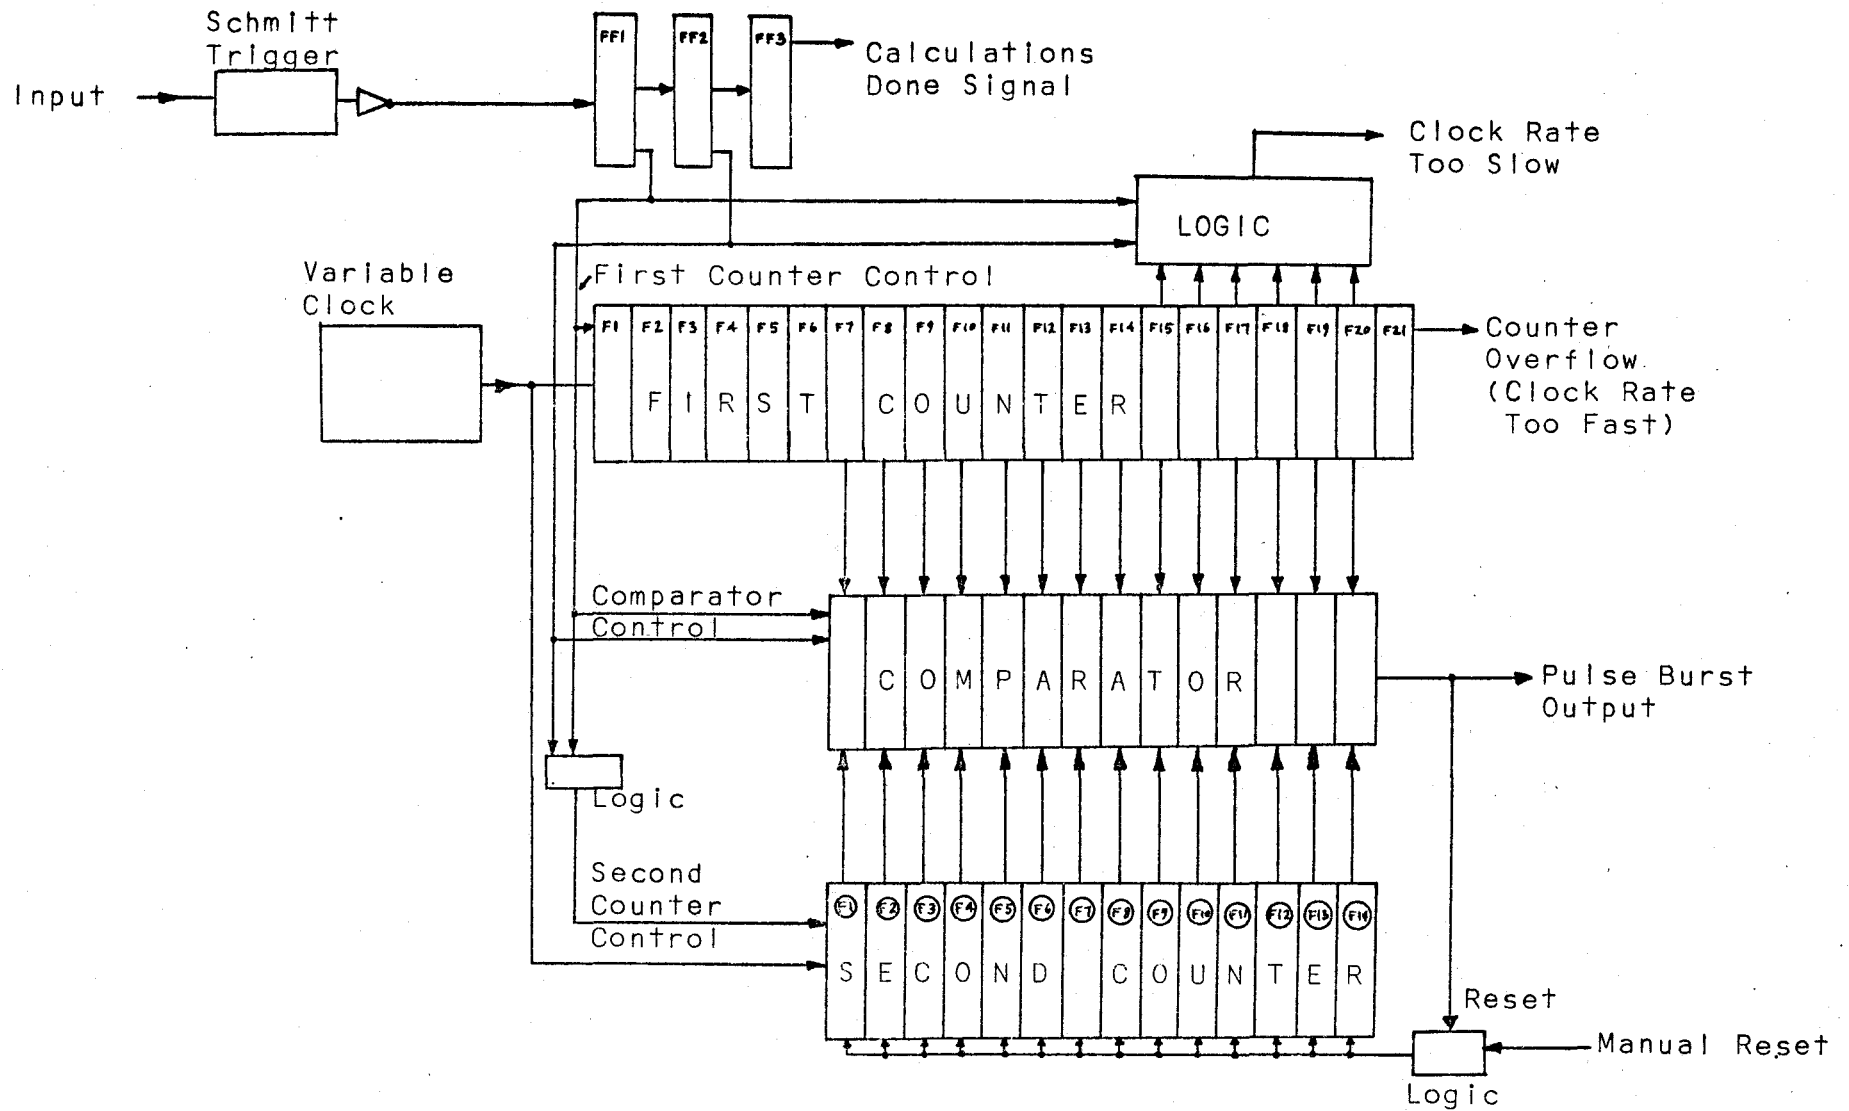 Schmitt
Trigger
Input
FF1 FF2 FF3
Calculations
Done Signal
Clock Rate
Too Slow
LOGIC
Variable
Clock
First Counter Control
F1 F2 F3 F4 F5 F6 F7 F8 F9 F10 F11 F12 F13 F14 F15 F16 F17 F18 F19 F20 F21
FIRST COUNTER
Counter
Overflow
(Clock Rate
Too Fast)
Comparator
Control
COMPARATOR
Pulse Burst
Output
Logic
Second
Counter
Control
F1 F2 F3 F4 F5 F6 F7 F8 F9 F10 F11 F12 F13 F14
SECOND COUNTER
Reset
Manual Reset
Logic